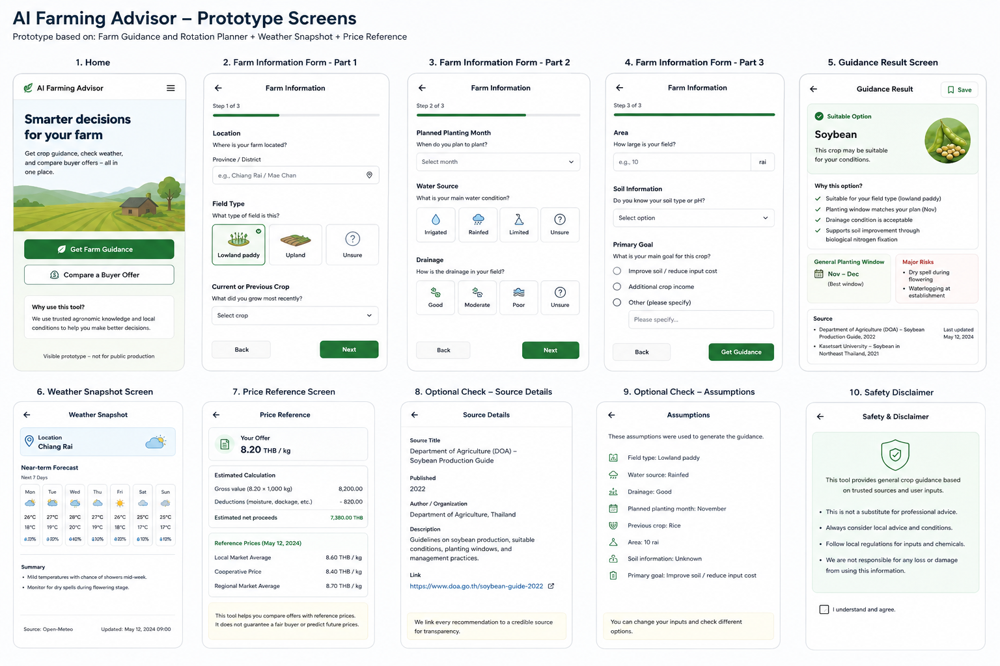 AI Farming Advisor – Prototype Screens
Prototype based on: Farm Guidance and Rotation Planner + Weather Snapshot + Price Reference
1. Home
AI Farming Advisor
Smarter decisions
for your farm
Get crop guidance, check weather,
and compare buyer offers – all in
one place.
Get Farm Guidance
Compare a Buyer Offer
Why use this tool?
We use trusted agronomic knowledge and local
conditions to help you make better decisions.
Visible prototype – not for public production
2. Farm Information Form - Part 1
Farm Information
Step 1 of 3
Location
Where is your farm located?
Province / District
e.g., Chiang Rai / Mae Chan
Field Type
What type of field is this?
Lowland paddy
Upland
Unsure
Current or Previous Crop
What did you grow most recently?
Select crop
Back
Next
3. Farm Information Form - Part 2
Farm Information
Step 2 of 3
Planned Planting Month
When do you plan to plant?
Select month
Water Source
What is your main water condition?
Irrigated
Rainfed
Limited
Unsure
Drainage
How is the drainage in your field?
Good
Moderate
Poor
Unsure
Back
Next
4. Farm Information Form - Part 3
Farm Information
Step 3 of 3
Area
How large is your field?
e.g., 10
rai
Soil Information
Do you know your soil type or pH?
Select option
Primary Goal
What is your main goal for this crop?
Improve soil / reduce input cost
Additional crop income
Other (please specify)
Please specify...
Back
Get Guidance
5. Guidance Result Screen
Guidance Result
Save
Suitable Option
Soybean
This crop may be suitable
for your conditions.
Why this option?
Suitable for your field type (lowland paddy)
Planting window matches your plan (Nov)
Drainage condition is acceptable
Supports soil improvement through
biological nitrogen fixation
General Planting Window
Nov – Dec
(Best window)
Major Risks
• Dry spell during
flowering
• Waterlogging at
establishment
Source
• Department of Agriculture (DOA) – Soybean
Production Guide, 2022
• Kasetsart University – Soybean in
Northeast Thailand, 2021
Last updated
May 12, 2024
6. Weather Snapshot Screen
Weather Snapshot
Location
Chiang Rai
Near-term Forecast
Next 7 Days
Mon Tue Wed Thu Fri Sat Sun
26°C 27°C 28°C 27°C 26°C 25°C 25°C
18°C 19°C 20°C 19°C 18°C 17°C 17°C
10% 10%
Summary
• Mild temperatures with chance of showers mid-week.
• Monitor for dry spells during flowering stage.
Source: Open-Meteo
Updated: May 12, 2024 09:00
7. Price Reference Screen
Price Reference
Your Offer
8.20 THB / kg
Estimated Calculation
Gross value (8.20 × 1,000 kg) 8,200.00
Deductions (moisture, dockage, etc.) - 820.00
Estimated net proceeds 7,380.00 THB
Reference Prices (May 12, 2024)
Local Market Average 8.60 THB / kg
Cooperative Price 8.40 THB / kg
Regional Market Average 8.70 THB / kg
This tool helps you compare offers with reference prices.
It does not guarantee a fair buyer or predict future prices.
8. Optional Check – Source Details
Source Details
Source Title
Department of Agriculture (DOA) –
Soybean Production Guide
Published
2022
Author / Organization
Department of Agriculture, Thailand
Description
Guidelines on soybean production, suitable
conditions, planting windows, and
management practices.
Link
https://www.doa.go.th/soybean-guide-2022
We link every recommendation to a credible source
for transparency.
9. Optional Check – Assumptions
Assumptions
These assumptions were used to generate the guidance.
Field type: Lowland paddy
Water source: Rainfed
Drainage: Good
Planned planting month: November
Previous crop: Rice
Area: 10 rai
Soil information: Unknown
Primary goal: Improve soil / reduce input cost
You can change your inputs and check different
options.
10. Safety Disclaimer
Safety & Disclaimer
This tool provides general crop guidance based
on trusted sources and user inputs.
• This is not a substitute for professional advice.
• Always consider local advice and conditions.
• Follow local regulations for inputs and chemicals.
• We are not responsible for any loss or damage
from using this information.
I understand and agree.